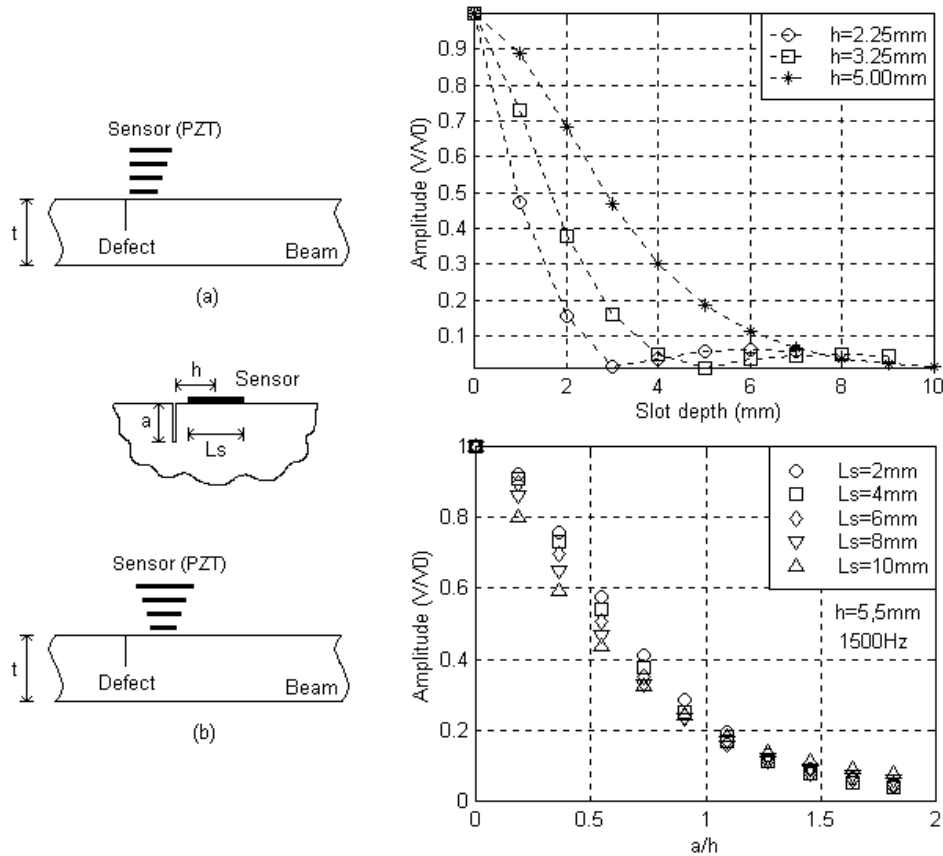 Sensor (PZT)
t
Defect
Beam
(a)
h
Sensor
a
Ls
Sensor (PZT)
t
Defect
Beam
(b)
h=2.25mm
h=3.25mm
h=5.00mm
Amplitude (V/V0)
0.9
0.8
0.7
0.6
0.5
0.4
0.3
0.2
0.1
0 2 4 6 8 10
Slot depth (mm)
Ls=2mm
Ls=4mm
Ls=6mm
Ls=8mm
Ls=10mm
h=5,5mm
1500Hz
Amplitude (V/V0)
1
0.8
0.6
0.4
0.2
0
0 0.5 1 1.5 2
a/h